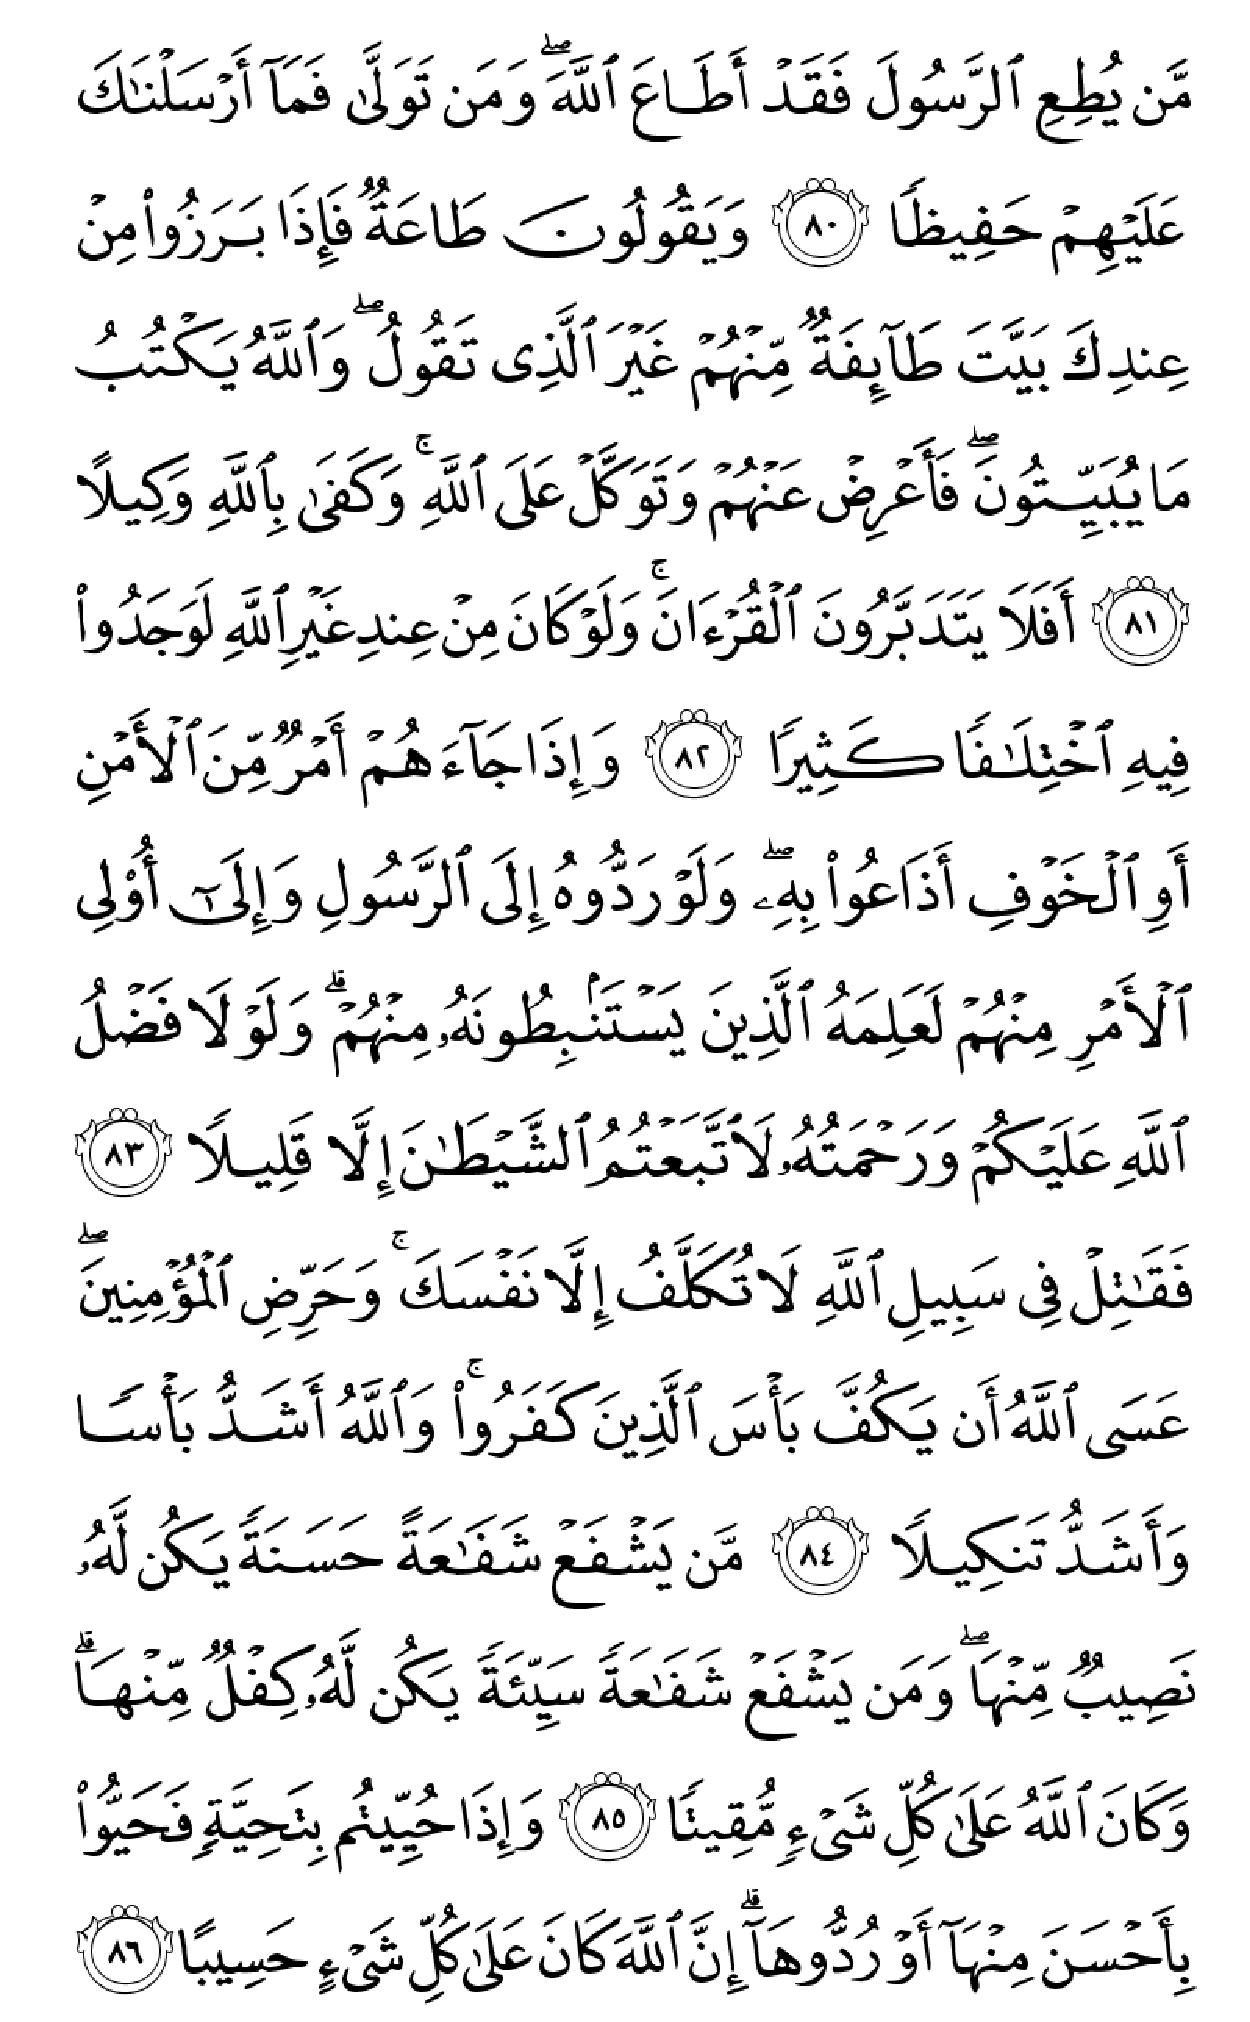 مَّن يُطِعِ ٱلرَّسُولَ فَقَدْ أَطَاعَ ٱللَّهَ ۖ وَمَن تَوَلَّىٰ فَمَآ أَرْسَلْنَٰكَ
عَلَيْهِمْ حَفِيظًا ٨٠ وَيَقُولُونَ طَاعَةٌ فَإِذَا بَرَزُوا۟ مِنْ
عِندِكَ بَيَّتَ طَآئِفَةٌ مِّنْهُمْ غَيْرَ ٱلَّذِى تَقُولُ ۖ وَٱللَّهُ يَكْتُبُ
مَا يُبَيِّتُونَ ۖ فَأَعْرِضْ عَنْهُمْ وَتَوَكَّلْ عَلَى ٱللَّهِ ۚ وَكَفَىٰ بِٱللَّهِ وَكِيلًا
٨١ أَفَلَا يَتَدَبَّرُونَ ٱلْقُرْءَانَ ۚ وَلَوْ كَانَ مِنْ عِندِ غَيْرِ ٱللَّهِ لَوَجَدُوا۟
فِيهِ ٱخْتِلَٰفًا كَثِيرًا ٨٢ وَإِذَا جَآءَهُمْ أَمْرٌ مِّنَ ٱلْأَمْنِ
أَوِ ٱلْخَوْفِ أَذَاعُوا۟ بِهِۦ ۖ وَلَوْ رَدُّوهُ إِلَى ٱلرَّسُولِ وَإِلَىٰٓ أُو۟لِى
ٱلْأَمْرِ مِنْهُمْ لَعَلِمَهُ ٱلَّذِينَ يَسْتَنۢبِطُونَهُۥ مِنْهُمْ ۗ وَلَوْلَا فَضْلُ
ٱللَّهِ عَلَيْكُمْ وَرَحْمَتُهُۥ لَٱتَّبَعْتُمُ ٱلشَّيْطَٰنَ إِلَّا قَلِيلًا ٨٣
فَقَٰتِلْ فِى سَبِيلِ ٱللَّهِ لَا تُكَلَّفُ إِلَّا نَفْسَكَ ۚ وَحَرِّضِ ٱلْمُؤْمِنِينَ ۖ
عَسَى ٱللَّهُ أَن يَكُفَّ بَأْسَ ٱلَّذِينَ كَفَرُوا۟ ۚ وَٱللَّهُ أَشَدُّ بَأْسًا
وَأَشَدُّ تَنكِيلًا ٨٤ مَّن يَشْفَعْ شَفَٰعَةً حَسَنَةً يَكُن لَّهُۥ
نَصِيبٌ مِّنْهَا ۖ وَمَن يَشْفَعْ شَفَٰعَةً سَيِّئَةً يَكُن لَّهُۥ كِفْلٌ مِّنْهَا ۗ
وَكَانَ ٱللَّهُ عَلَىٰ كُلِّ شَىْءٍ مُّقِيتًا ٨٥ وَإِذَا حُيِّيتُم بِتَحِيَّةٍ فَحَيُّوا۟
بِأَحْسَنَ مِنْهَآ أَوْ رُدُّوهَآ ۗ إِنَّ ٱللَّهَ كَانَ عَلَىٰ كُلِّ شَىْءٍ حَسِيبًا ٨٦